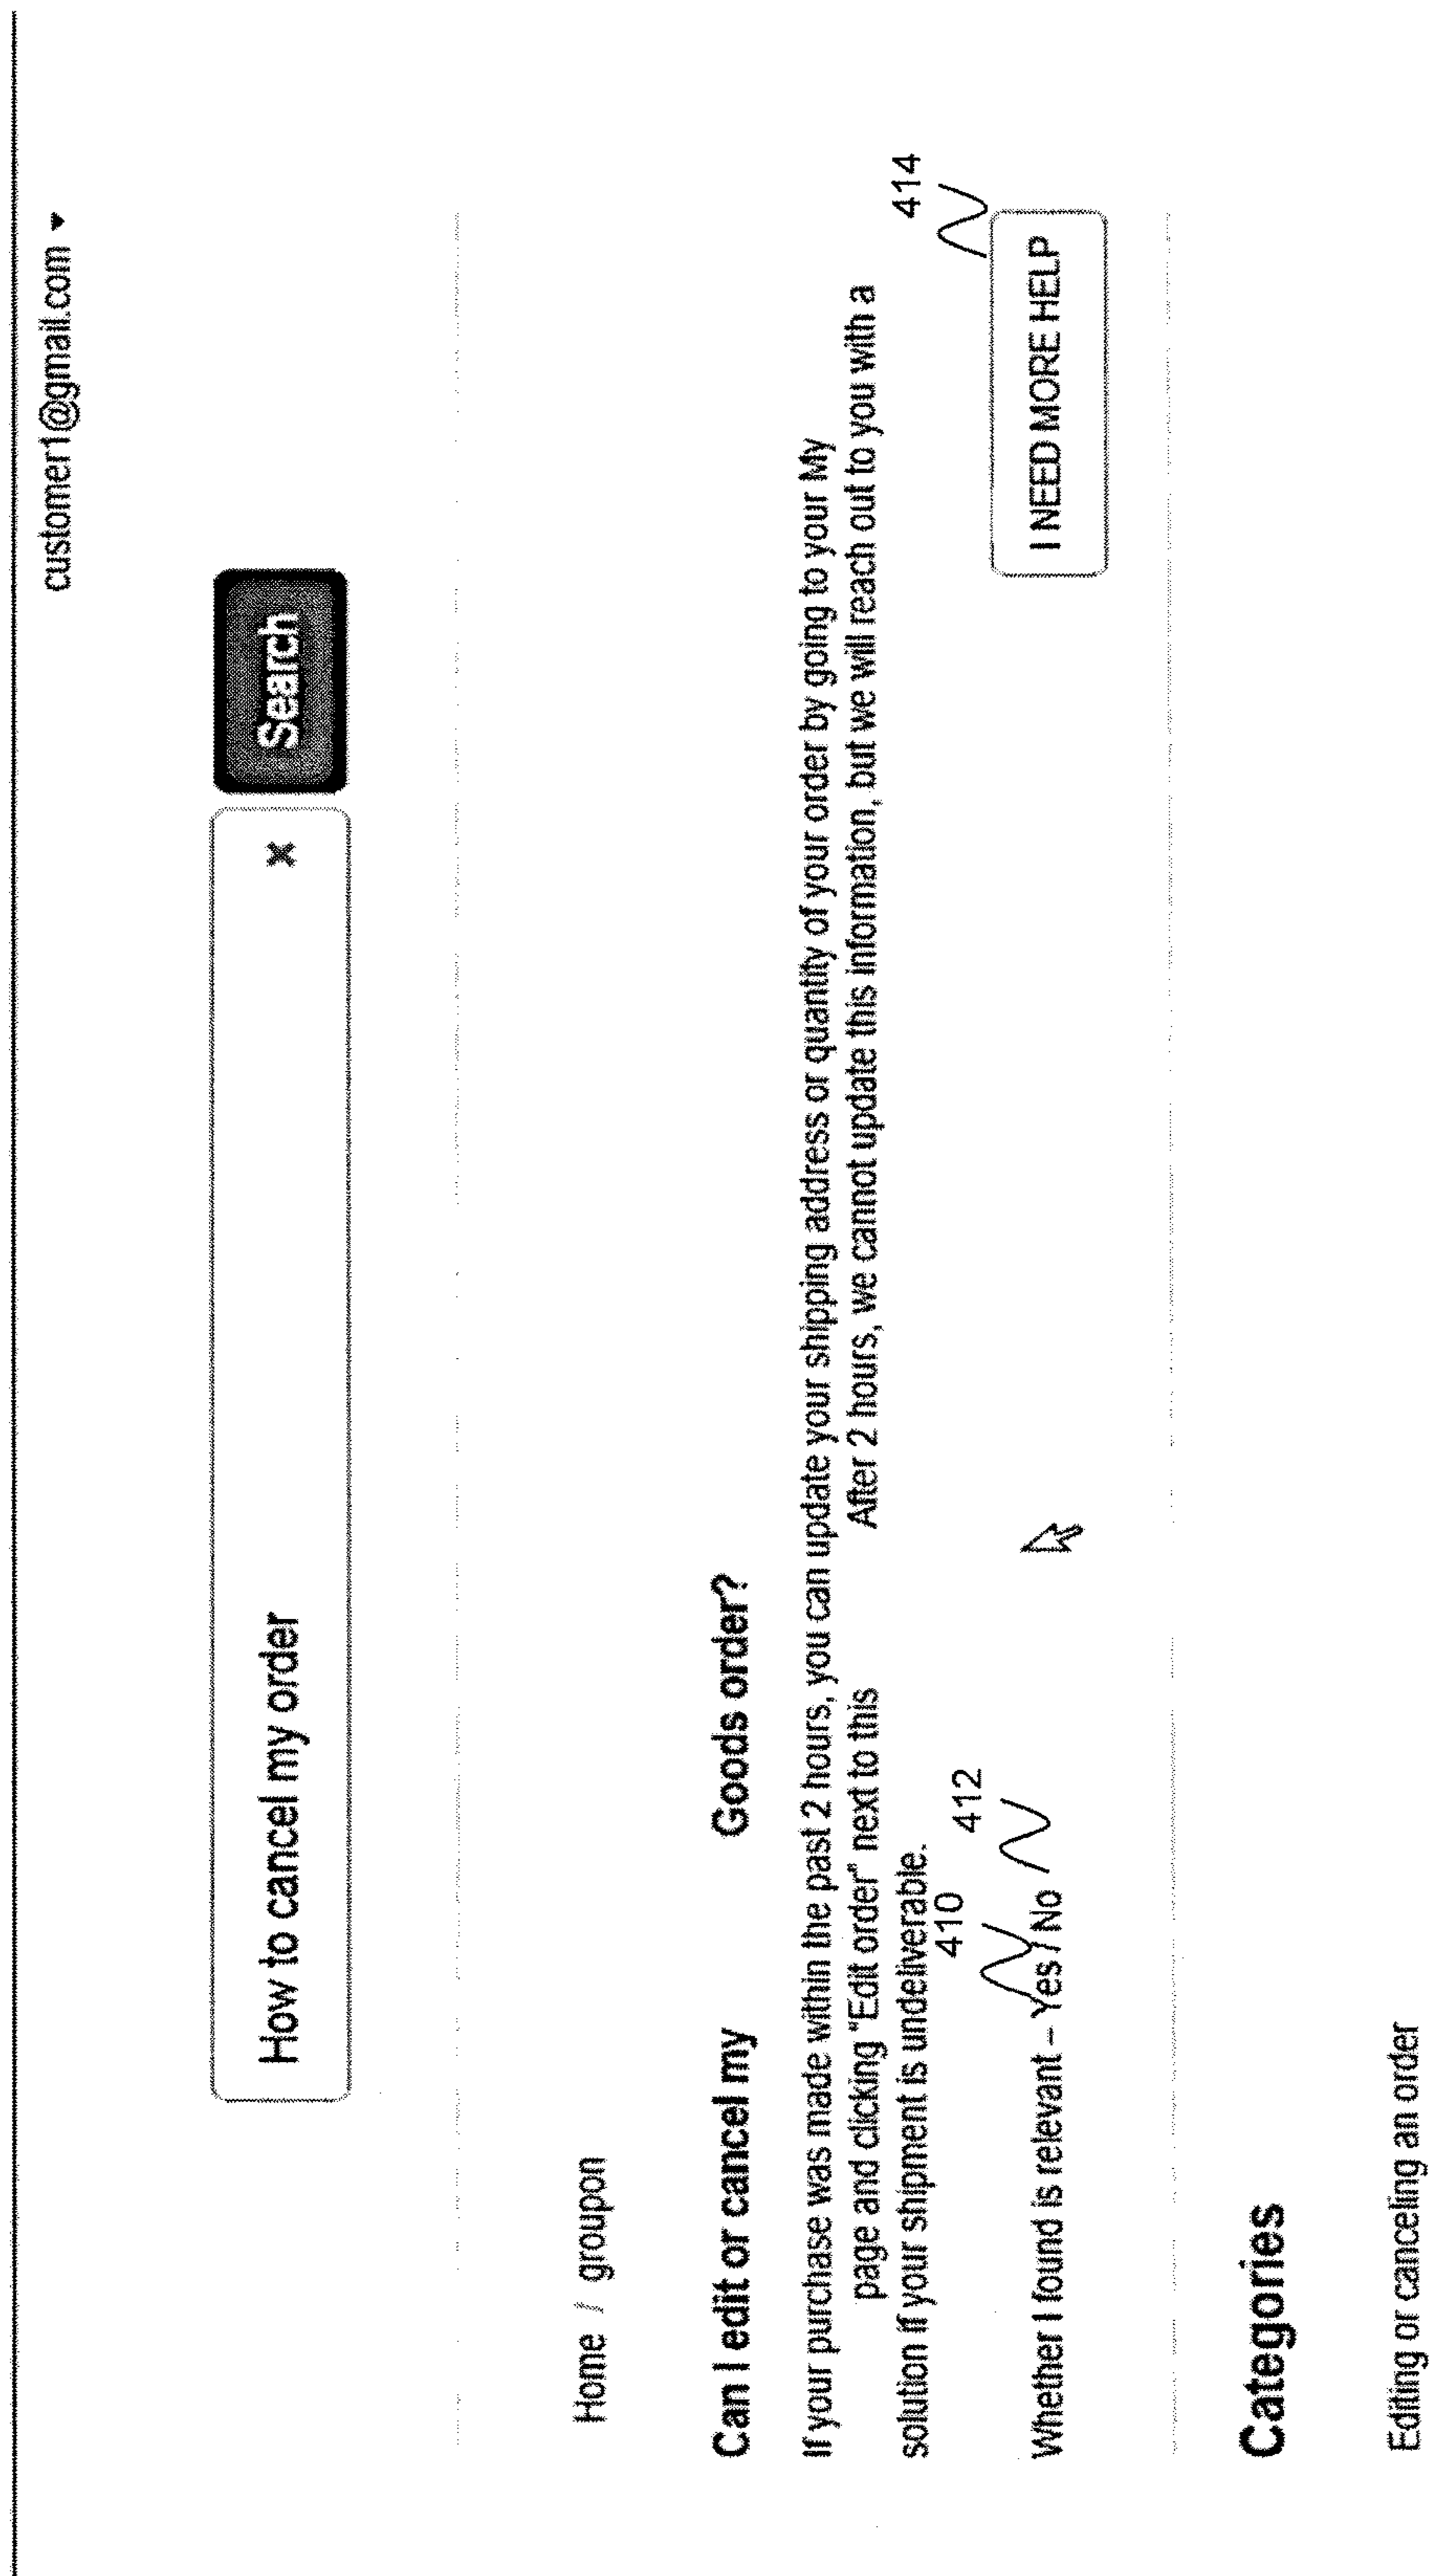 customer1@gmail.com
How to cancel my order × Search
Home / groupon
Can I edit or cancel my Goods order?
If your purchase was made within the past 2 hours, you can update your shipping address or quantity of your order by going to your My
page and clicking "Edit order" next to this After 2 hours, we cannot update this information, but we will reach out to you with a
solution if your shipment is undeliverable.
410
412
414
Whether I found is relevant – Yes / No
I NEED MORE HELP
Categories
Editing or canceling an order